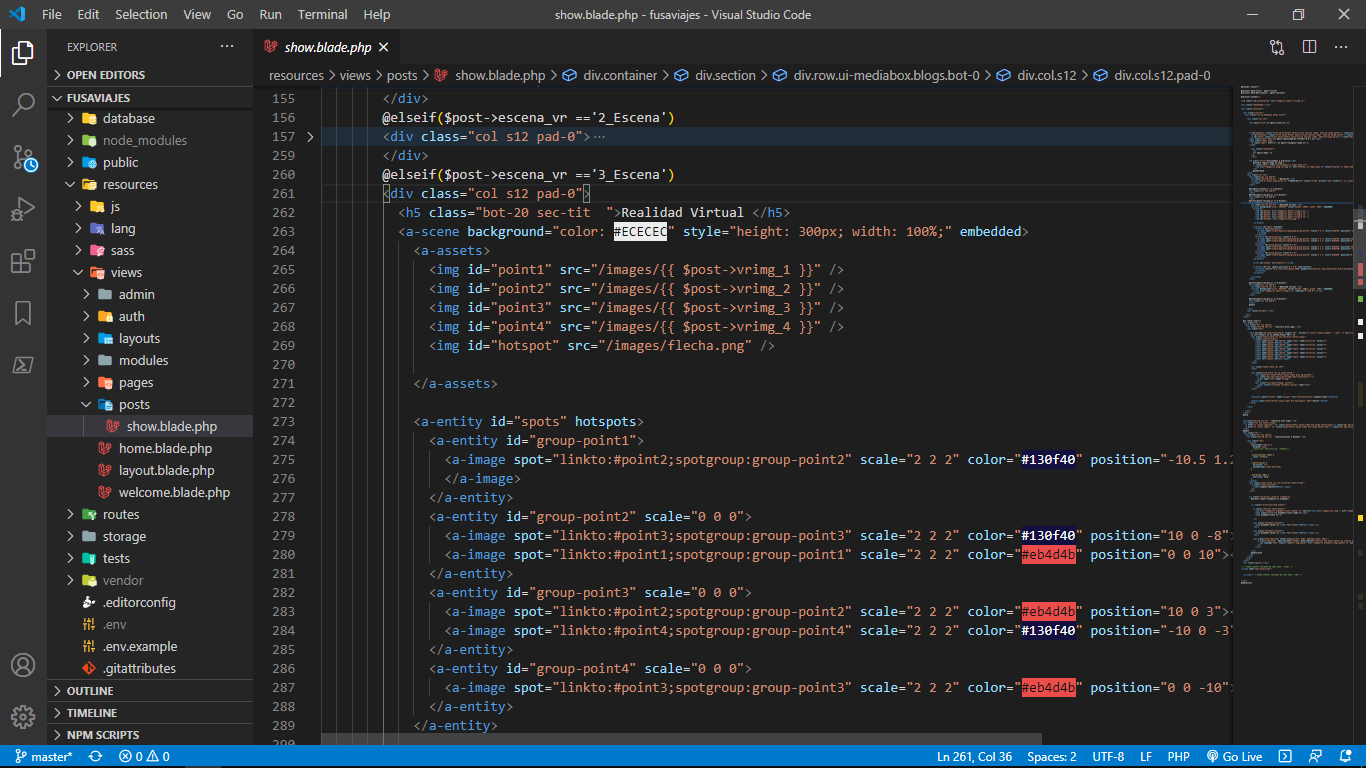 File Edit Selection View Go Run Terminal Help
show.blade.php - fusaviajes - Visual Studio Code
EXPLORER
OPEN EDITORS
FUSAVIAJES
database
node_modules
public
resources
js
lang
sass
views
admin
auth
layouts
modules
pages
posts
show.blade.php
home.blade.php
layout.blade.php
welcome.blade.php
routes
storage
tests
vendor
.editorconfig
.env
.env.example
.gitattributes
OUTLINE
TIMELINE
NPM SCRIPTS
show.blade.php
resources > views > posts > show.blade.php > div.container > div.section > div.row.ui-mediabox.blogs.bot-0 > div.col.s12 > div.col.s12.pad-0
155 </div>
156 @elseif($post->escena_vr =='2_Escena')
157 <div class="col s12 pad-0">···
259 </div>
260 @elseif($post->escena_vr =='3_Escena')
261 <div class="col s12 pad-0">
262 <h5 class="bot-20 sec-tit  ">Realidad Virtual </h5>
263 <a-scene background="color: #ECECEC" style="height: 300px; width: 100%;" embedded>
264 <a-assets>
265 <img id="point1" src="/images/{{ $post->vrimg_1 }}" />
266 <img id="point2" src="/images/{{ $post->vrimg_2 }}" />
267 <img id="point3" src="/images/{{ $post->vrimg_3 }}" />
268 <img id="point4" src="/images/{{ $post->vrimg_4 }}" />
269 <img id="hotspot" src="/images/flecha.png" />
270
271 </a-assets>
272
273 <a-entity id="spots" hotspots>
274 <a-entity id="group-point1">
275 <a-image spot="linkto:#point2;spotgroup:group-point2" scale="2 2 2" color="#130f40" position="-10.5 1.2
276 </a-image>
277 </a-entity>
278 <a-entity id="group-point2" scale="0 0 0">
279 <a-image spot="linkto:#point3;spotgroup:group-point3" scale="2 2 2" color="#130f40" position="10 0 -8">
280 <a-image spot="linkto:#point1;spotgroup:group-point1" scale="2 2 2" color="#eb4d4b" position="0 0 10"><
281 </a-entity>
282 <a-entity id="group-point3" scale="0 0 0">
283 <a-image spot="linkto:#point2;spotgroup:group-point2" scale="2 2 2" color="#eb4d4b" position="10 0 3"><
284 <a-image spot="linkto:#point4;spotgroup:group-point4" scale="2 2 2" color="#130f40" position="-10 0 -3"
285 </a-entity>
286 <a-entity id="group-point4" scale="0 0 0">
287 <a-image spot="linkto:#point3;spotgroup:group-point3" scale="2 2 2" color="#eb4d4b" position="0 0 -10">
288 </a-entity>
289 </a-entity>
290
master* 0 0
Ln 261, Col 36 Spaces: 2 UTF-8 LF PHP Go Live